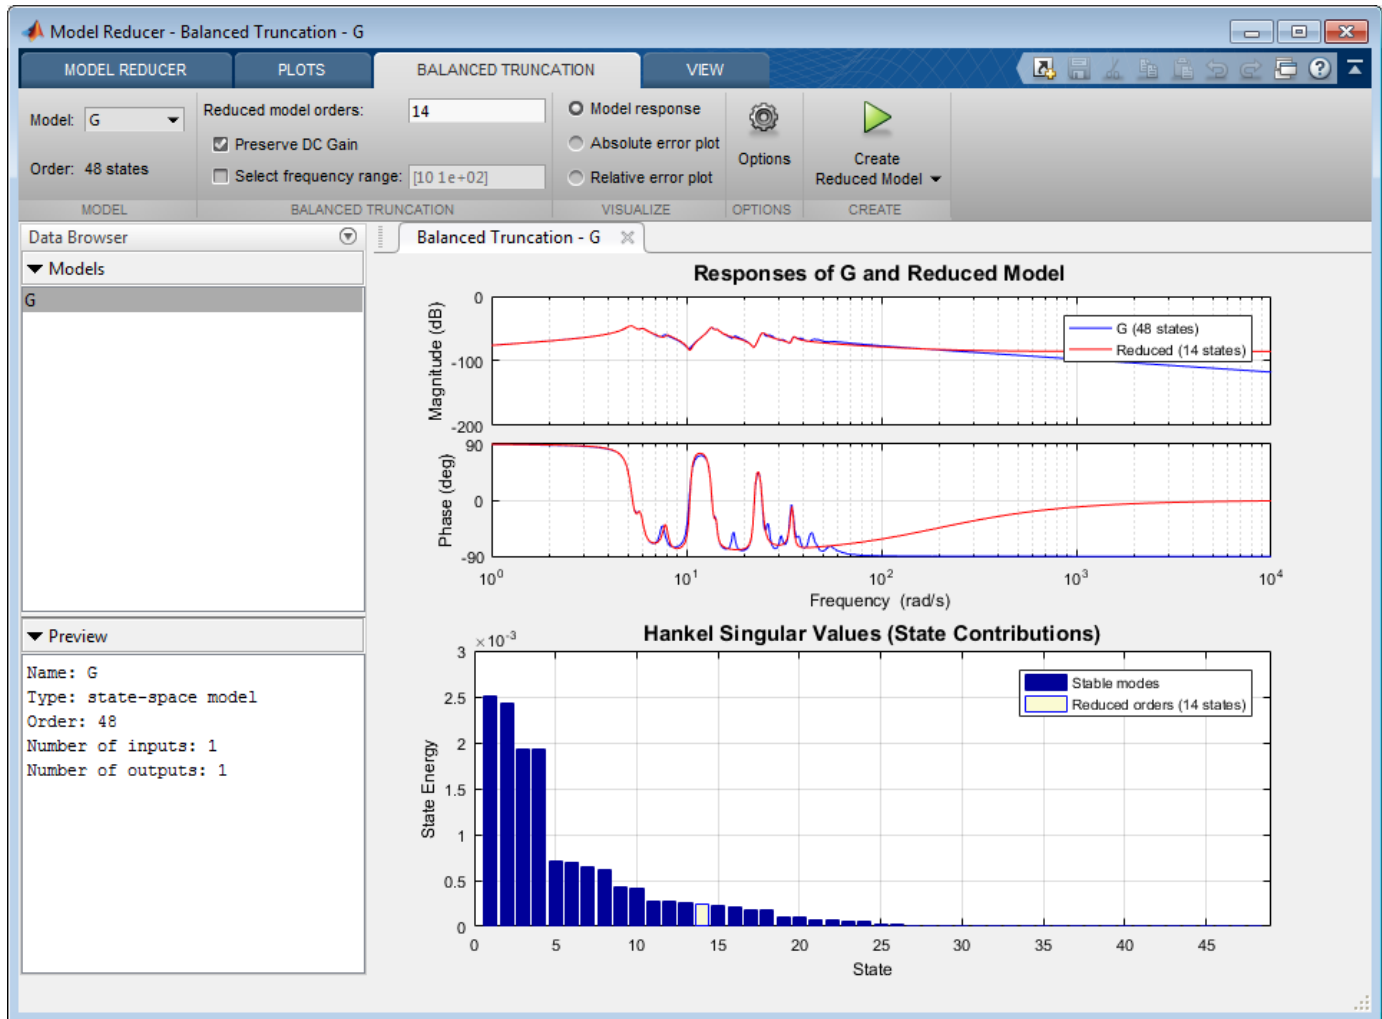 Model Reducer - Balanced Truncation - G
MODEL REDUCER
PLOTS
BALANCED TRUNCATION
VIEW
Model: G
Order: 48 states
MODEL
Reduced model orders: 14
Preserve DC Gain
Select frequency range: [10 1e+02]
BALANCED TRUNCATION
Model response
Absolute error plot
Relative error plot
VISUALIZE
Options
OPTIONS
Create
Reduced Model
CREATE
Data Browser
Models
G
Preview
Name: G
Type: state-space model
Order: 48
Number of inputs: 1
Number of outputs: 1
Balanced Truncation - G
Responses of G and Reduced Model
Magnitude (dB)
0
-100
-200
G (48 states)
Reduced (14 states)
Phase (deg)
90
0
-90
10^0 10^1 10^2 10^3 10^4
Frequency (rad/s)
Hankel Singular Values (State Contributions)
×10^-3
State Energy
3
2.5
2
1.5
1
0.5
0
Stable modes
Reduced orders (14 states)
0 5 10 15 20 25 30 35 40 45
State